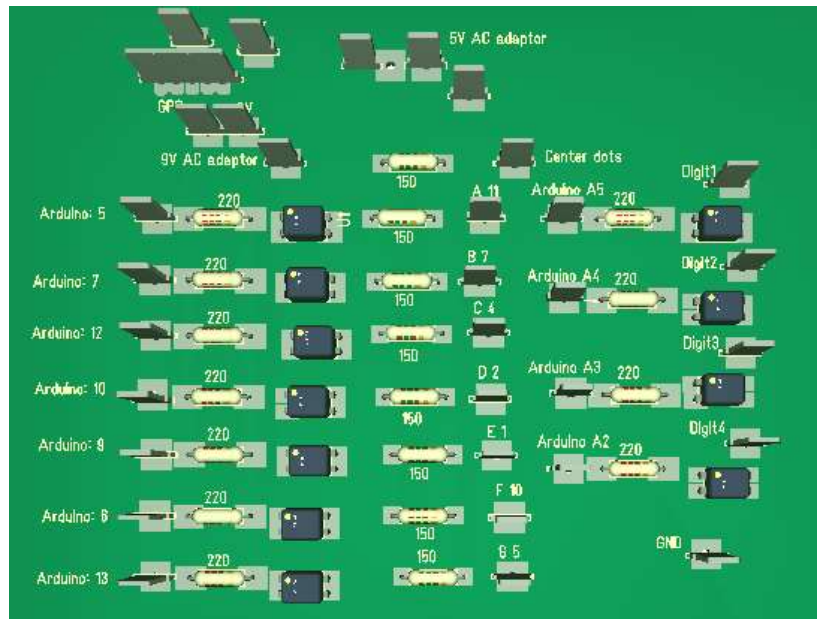 5V AC adaptor
9V AC adaptor
150
Center dots
Digit1
Arduino: 5
220
150
A 11
Arduino A5
220
Arduino: 7
220
150
B 7
Arduino A4
220
Digit2
Arduino: 12
220
150
C 4
Digit3
Arduino: 10
220
150
D 2
Arduino A3
220
Digit4
Arduino: 9
220
150
E 1
Arduino A2
220
Arduino: 6
220
150
F 10
GND
Arduino: 13
220
150
G 5